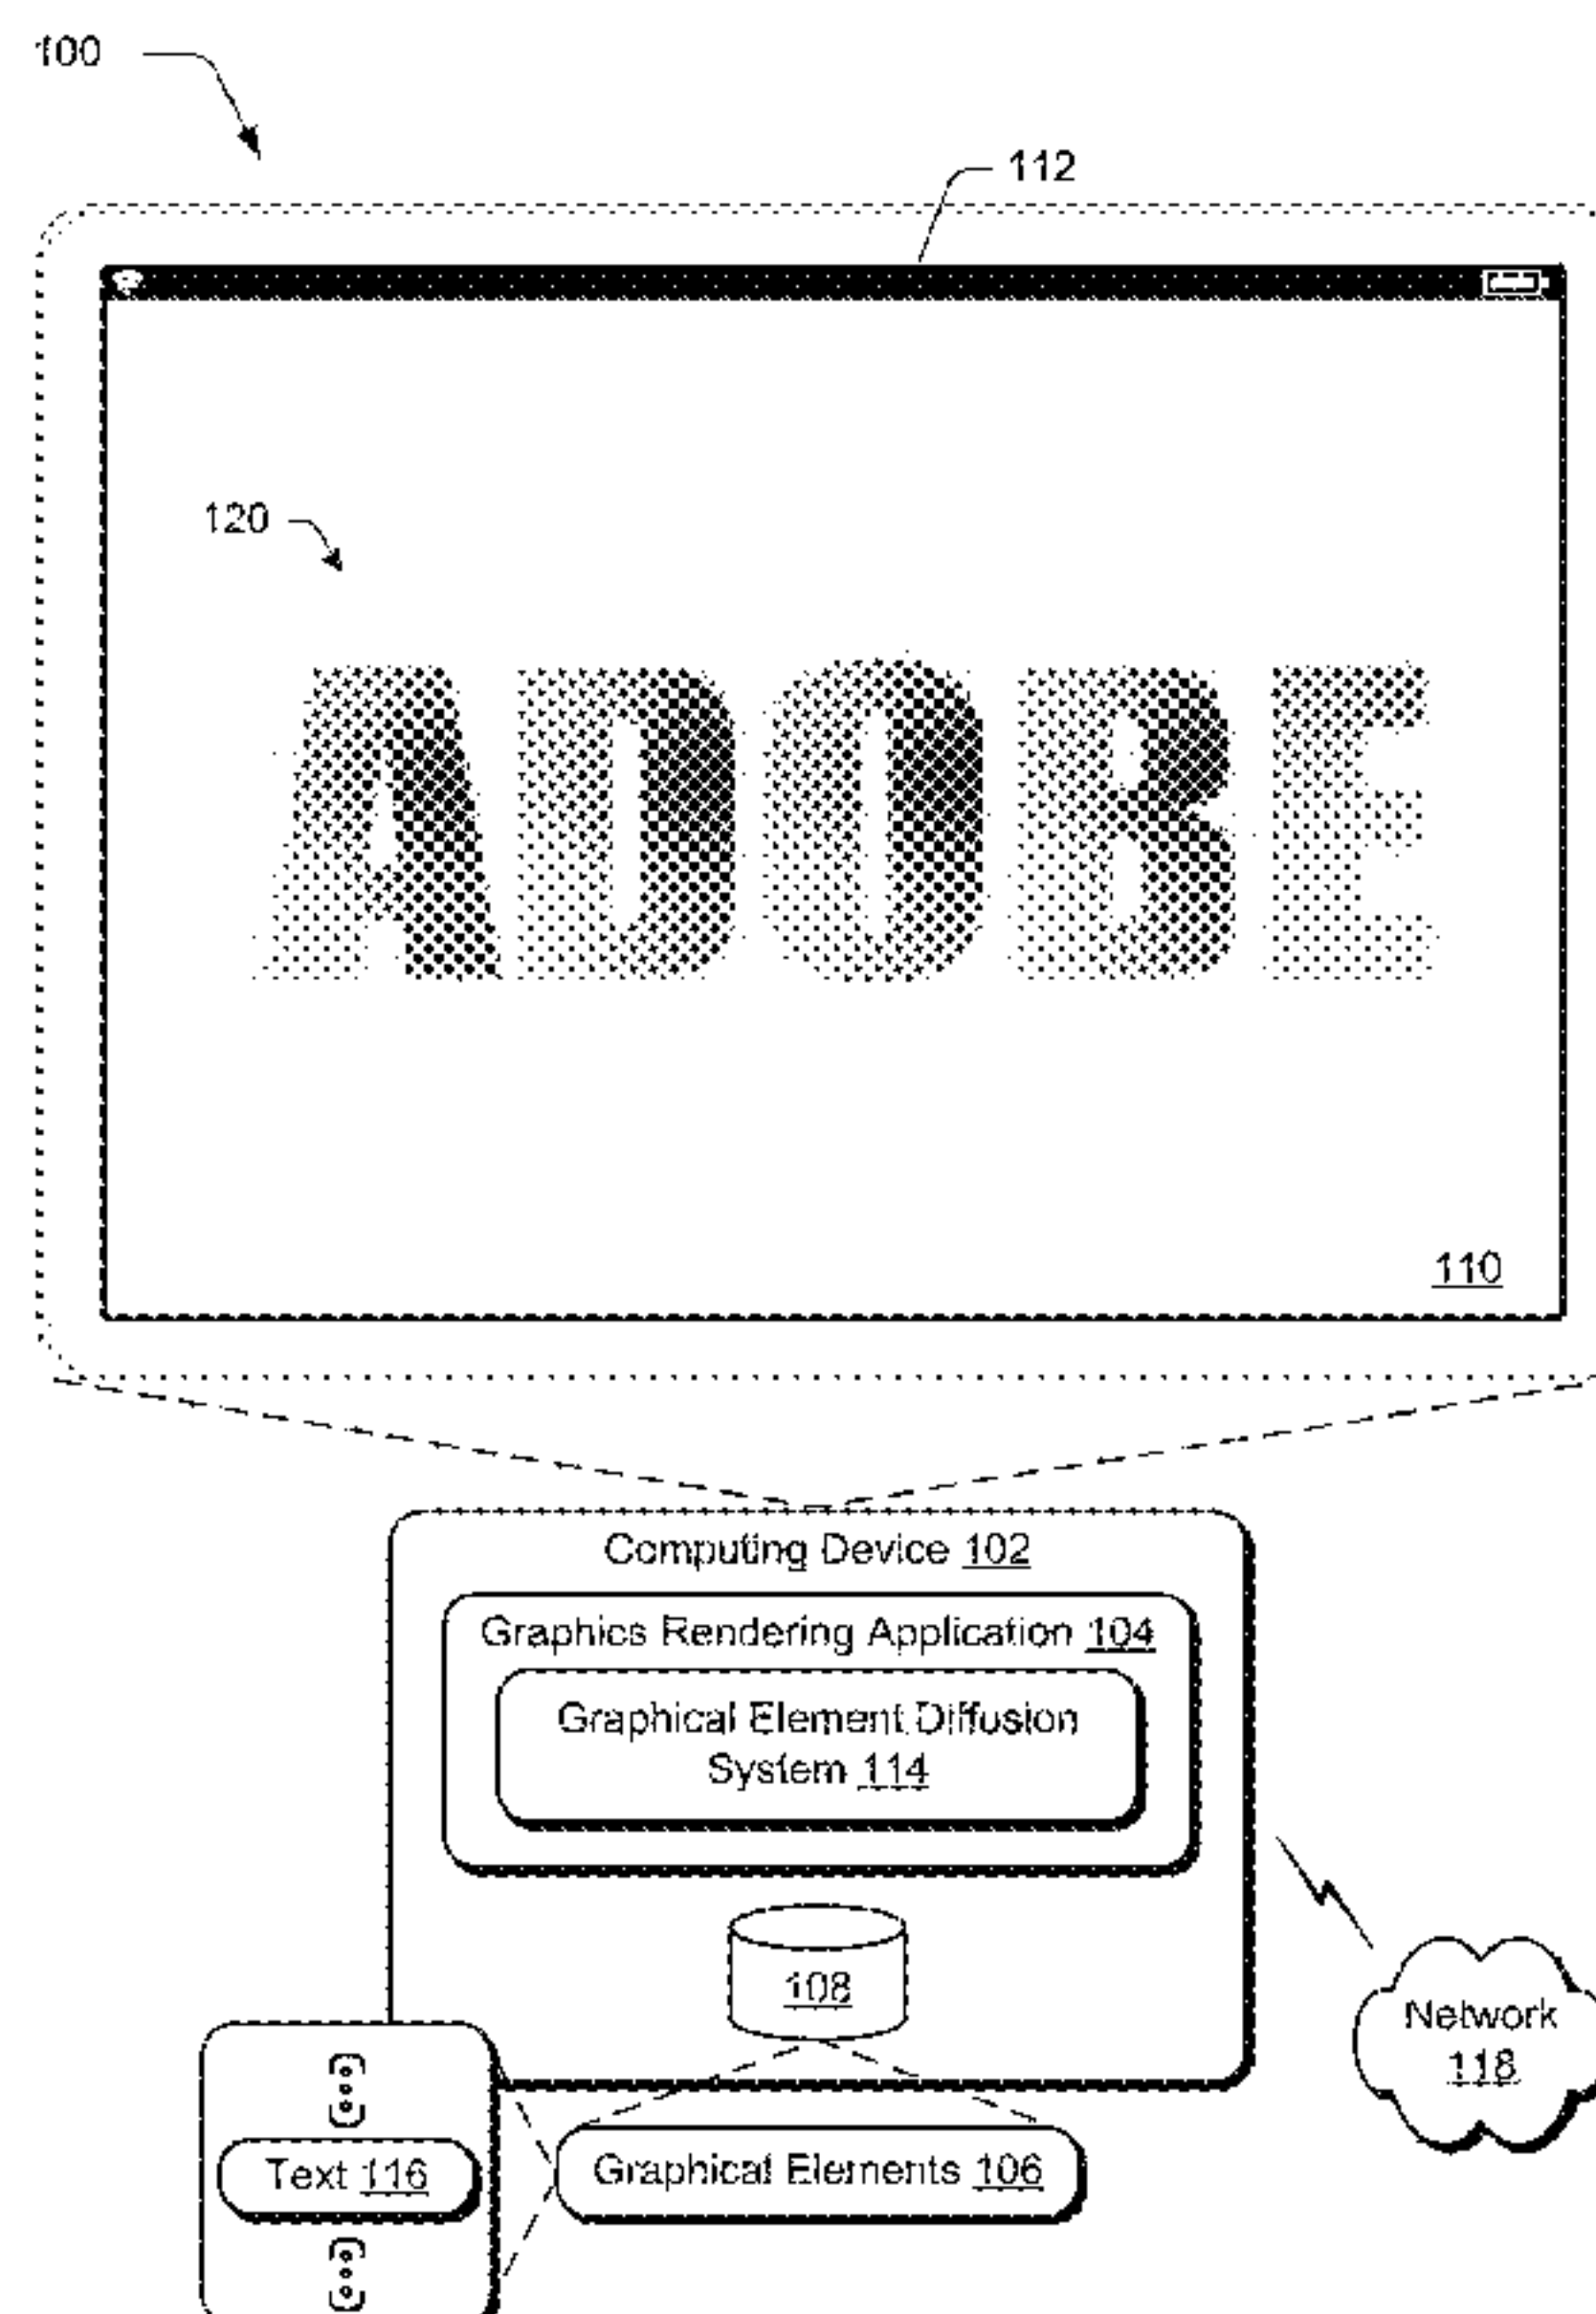 100
112
120
ADOBE
110
Computing Device 102
Graphics Rendering Application 104
Graphical Element Diffusion
System 114
108
Network
118
Text 116
Graphical Elements 106